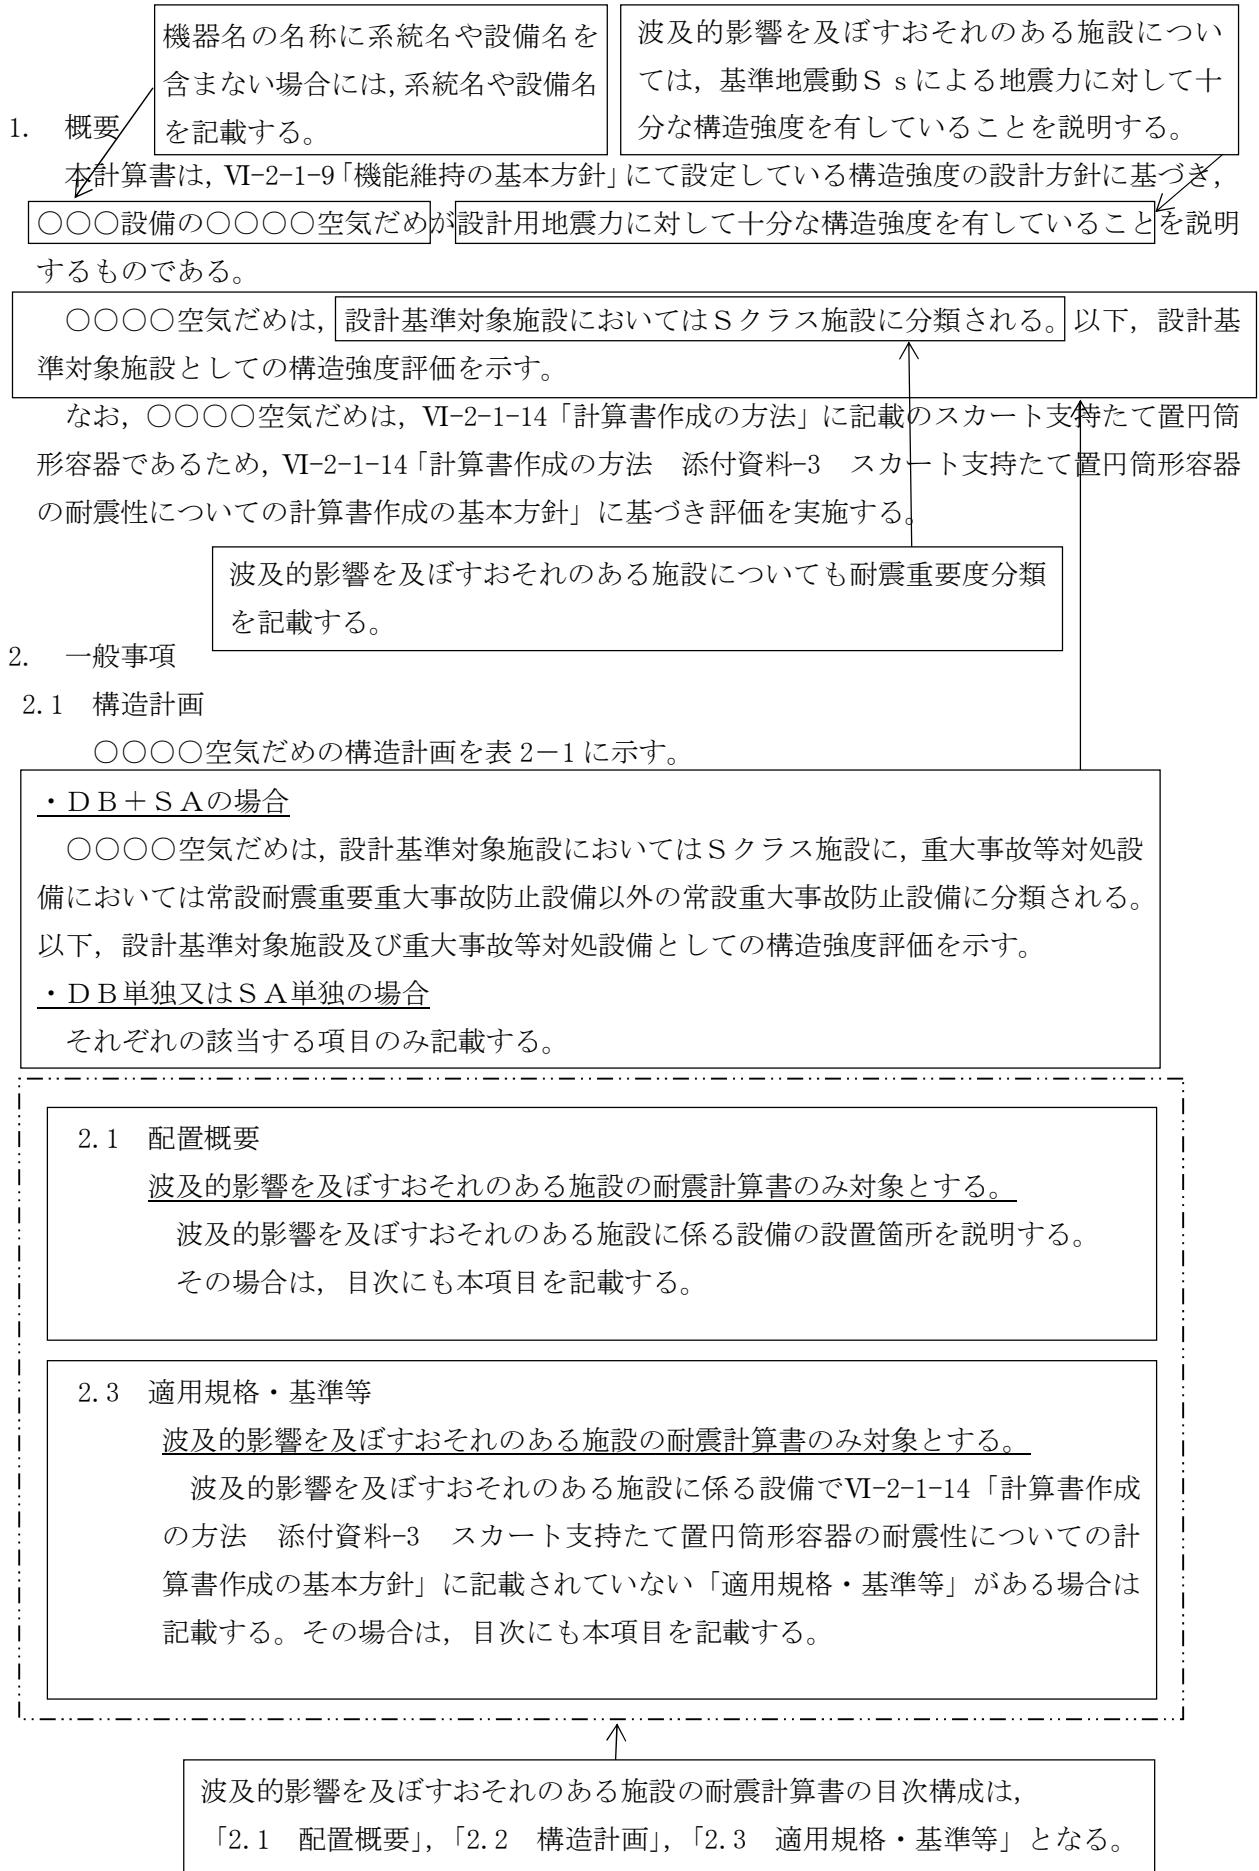 機器名の名称に系統名や設備名を
含まない場合には，系統名や設備名
を記載する。
波及的影響を及ぼすおそれのある施設につい
ては，基準地震動Ｓｓによる地震力に対して十
分な構造強度を有していることを説明する。
1.　概要
本計算書は，Ⅵ-2-1-9「機能維持の基本方針」にて設定している構造強度の設計方針に基づき，
○○○設備の○○○○空気だめが設計用地震力に対して十分な構造強度を有していることを説明
するものである。
○○○○空気だめは，設計基準対象施設においてはＳクラス施設に分類される。以下，設計基
準対象施設としての構造強度評価を示す。
なお，○○○○空気だめは，Ⅵ-2-1-14「計算書作成の方法」に記載のスカート支持たて置円筒
形容器であるため，Ⅵ-2-1-14「計算書作成の方法　添付資料-3　スカート支持たて置円筒形容器
の耐震性についての計算書作成の基本方針」に基づき評価を実施する。
波及的影響を及ぼすおそれのある施設についても耐震重要度分類
を記載する。
2.　一般事項
2.1　構造計画
○○○○空気だめの構造計画を表 2－1 に示す。
・ＤＢ＋ＳＡの場合
○○○○空気だめは，設計基準対象施設においてはＳクラス施設に，重大事故等対処設
備においては常設耐震重要重大事故防止設備以外の常設重大事故防止設備に分類される。
以下，設計基準対象施設及び重大事故等対処設備としての構造強度評価を示す。
・ＤＢ単独又はＳＡ単独の場合
それぞれの該当する項目のみ記載する。
2.1　配置概要
波及的影響を及ぼすおそれのある施設の耐震計算書のみ対象とする。
波及的影響を及ぼすおそれのある施設に係る設備の設置箇所を説明する。
その場合は，目次にも本項目を記載する。
2.3　適用規格・基準等
波及的影響を及ぼすおそれのある施設の耐震計算書のみ対象とする。
波及的影響を及ぼすおそれのある施設に係る設備でⅥ-2-1-14「計算書作成
の方法　添付資料-3　スカート支持たて置円筒形容器の耐震性についての計
算書作成の基本方針」に記載されていない「適用規格・基準等」がある場合は
記載する。その場合は，目次にも本項目を記載する。
波及的影響を及ぼすおそれのある施設の耐震計算書の目次構成は，
「2.1　配置概要」，「2.2　構造計画」，「2.3　適用規格・基準等」となる。